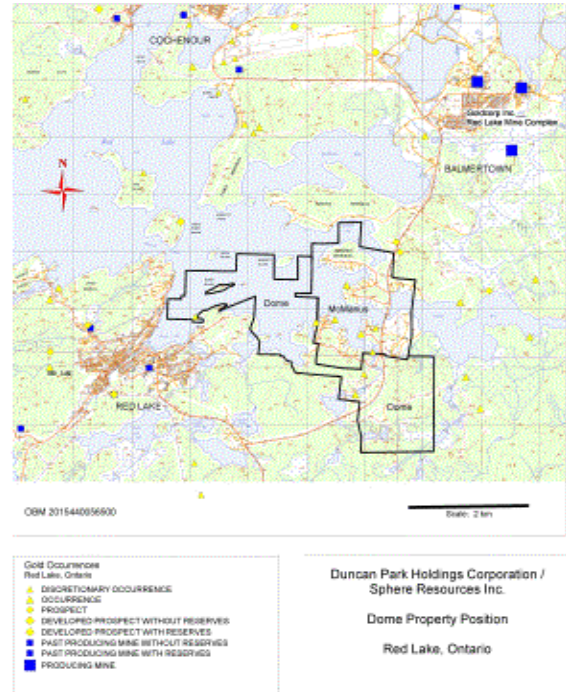 COCHENOUR
Goldcorp Inc.
Red Lake Mine Complex
BALMERTOWN
N
Dome
McManus
RED LAKE
Dome
OBM 2015440056900
Scale: 2 km
Gold Occurrences
Red Lake, Ontario
DISCRETIONARY OCCURRENCE
OCCURRENCE
PROSPECT
DEVELOPED PROSPECT WITHOUT RESERVES
DEVELOPED PROSPECT WITH RESERVES
PAST PRODUCING MINE WITHOUT RESERVES
PAST PRODUCING MINE WITH RESERVES
PRODUCING MINE
Duncan Park Holdings Corporation /
Sphere Resources Inc.
Dome Property Position
Red Lake, Ontario